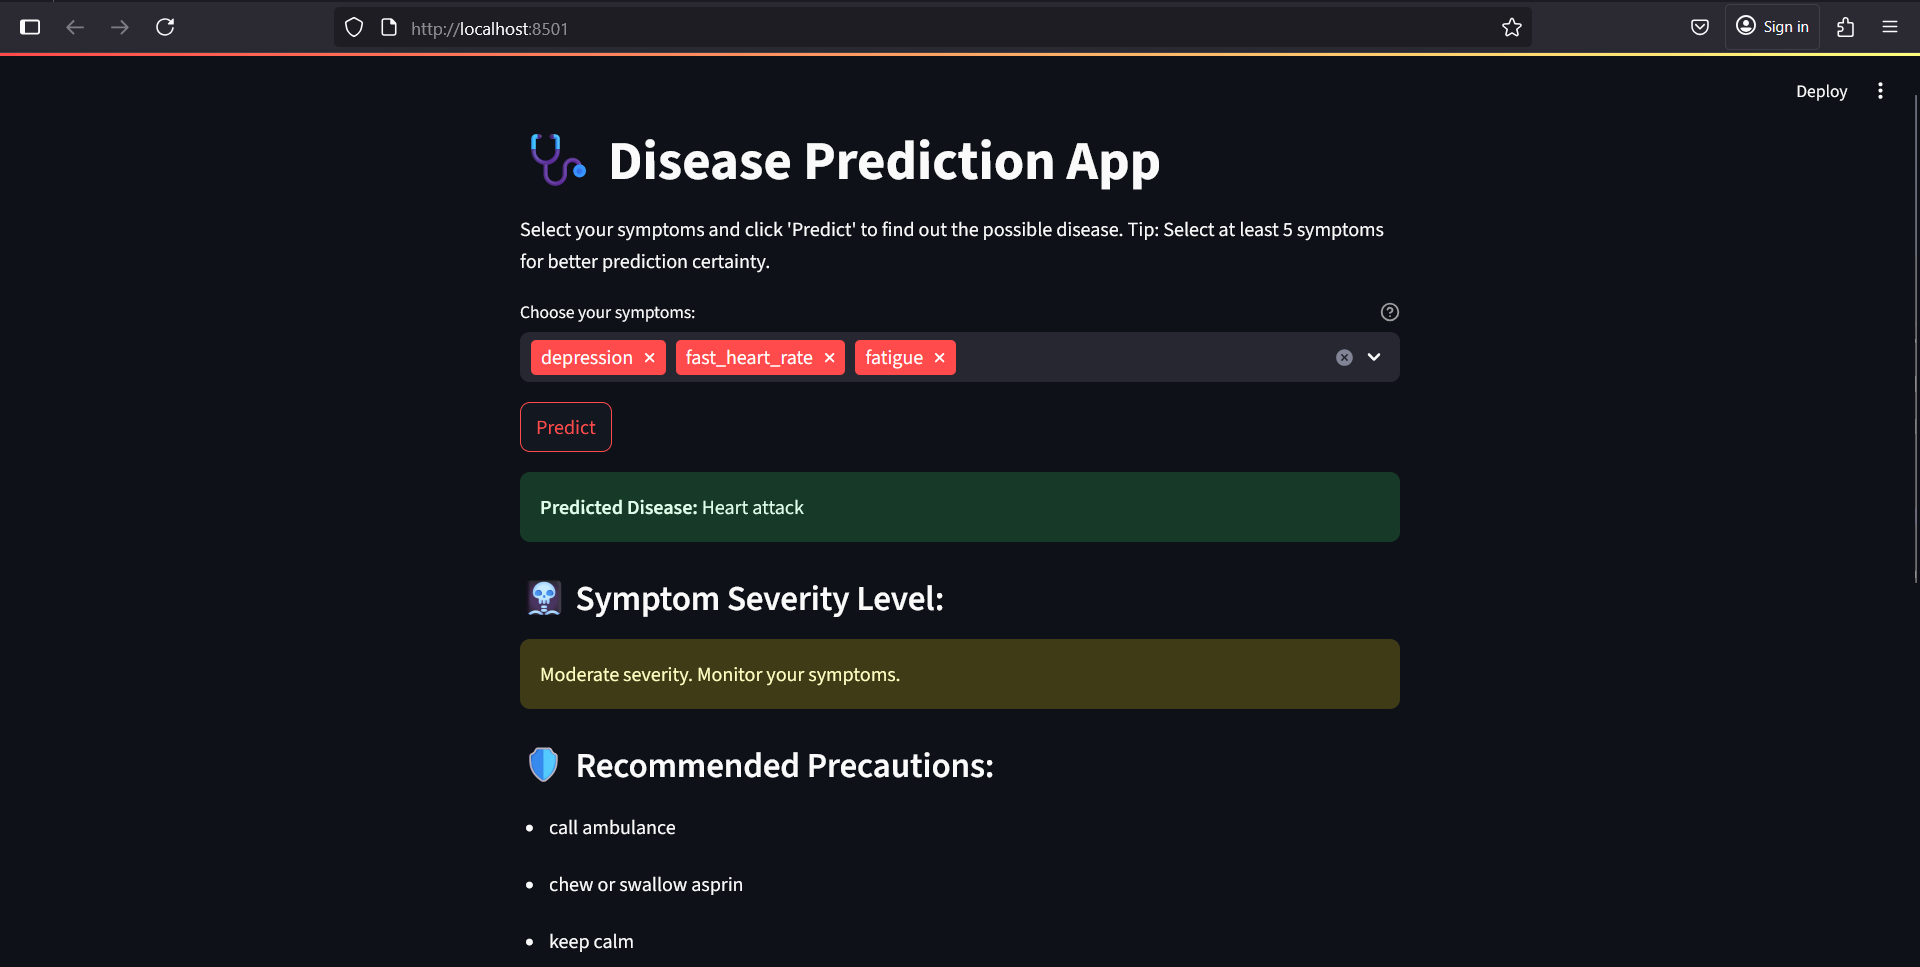 http://localhost:8501
Sign in
Deploy
Disease Prediction App
Select your symptoms and click 'Predict' to find out the possible disease. Tip: Select at least 5 symptoms
for better prediction certainty.
Choose your symptoms:
depression fast_heart_rate fatigue
Predict
Predicted Disease: Heart attack
Symptom Severity Level:
Moderate severity. Monitor your symptoms.
Recommended Precautions:
• call ambulance
• chew or swallow asprin
• keep calm